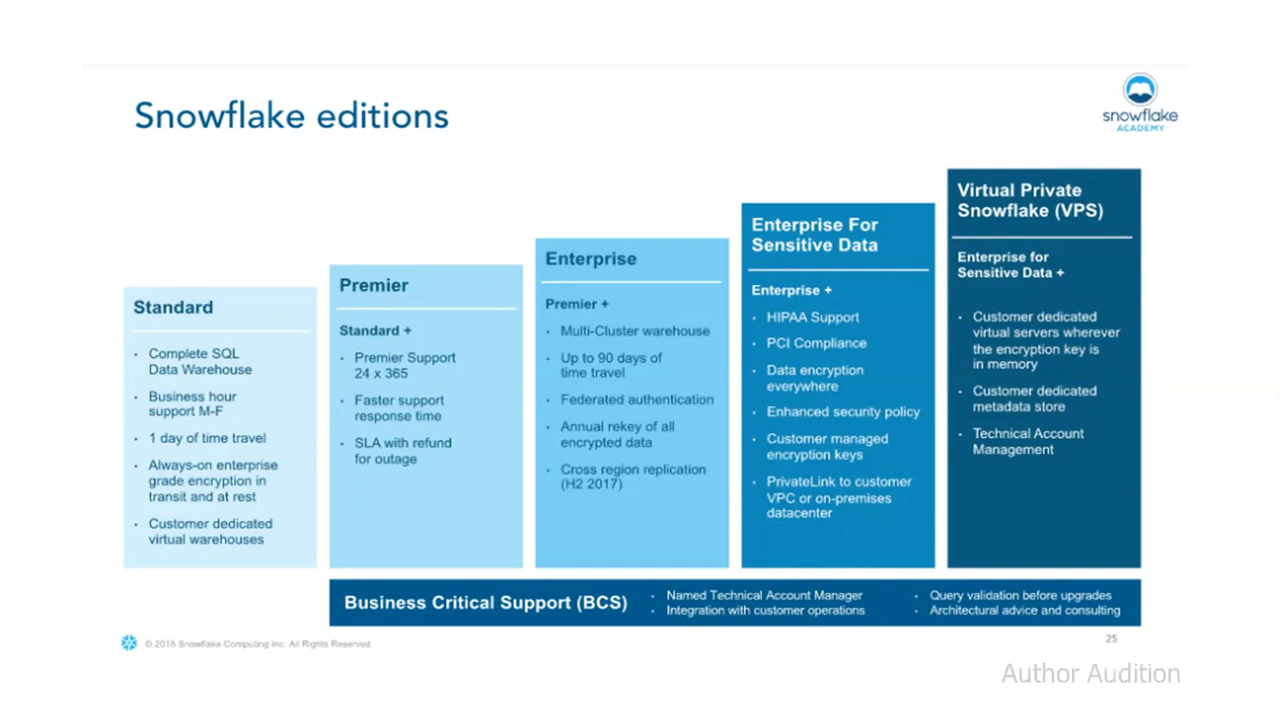 Snowflake editions
snowflake
ACADEMY
Standard
· Complete SQL
Data Warehouse
· Business hour
support M-F
· 1 day of time travel
· Always-on enterprise
grade encryption in
transit and at rest
· Customer dedicated
virtual warehouses
Premier
Standard +
· Premier Support
24 x 365
· Faster support
response time
· SLA with refund
for outage
Enterprise
Premier +
· Multi-Cluster warehouse
· Up to 90 days of
time travel
· Federated authentication
· Annual rekey of all
encrypted data
· Cross region replication
(H2 2017)
Enterprise For
Sensitive Data
Enterprise +
· HIPAA Support
· PCI Compliance
· Data encryption
everywhere
· Enhanced security policy
· Customer managed
encryption keys
· PrivateLink to customer
VPC or on-premises
datacenter
Virtual Private
Snowflake (VPS)
Enterprise for
Sensitive Data +
· Customer dedicated
virtual servers wherever
the encryption key is
in memory
· Customer dedicated
metadata store
· Technical Account
Management
Business Critical Support (BCS)
· Named Technical Account Manager
· Integration with customer operations
· Query validation before upgrades
· Architectural advice and consulting
© 2018 Snowflake Computing Inc. All Rights Reserved
25
Author Audition